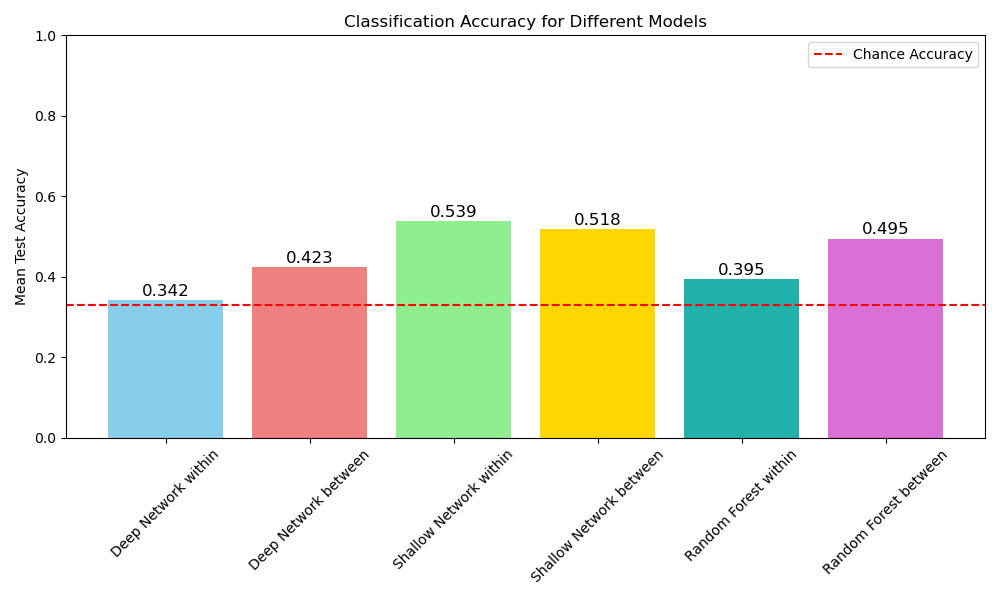 Classification Accuracy for Different Models
Chance Accuracy
Mean Test Accuracy
1.0
0.8
0.6
0.4
0.2
0.0
0.342
0.423
0.539
0.518
0.395
0.495
Deep Network within
Deep Network between
Shallow Network within
Shallow Network between
Random Forest within
Random Forest between